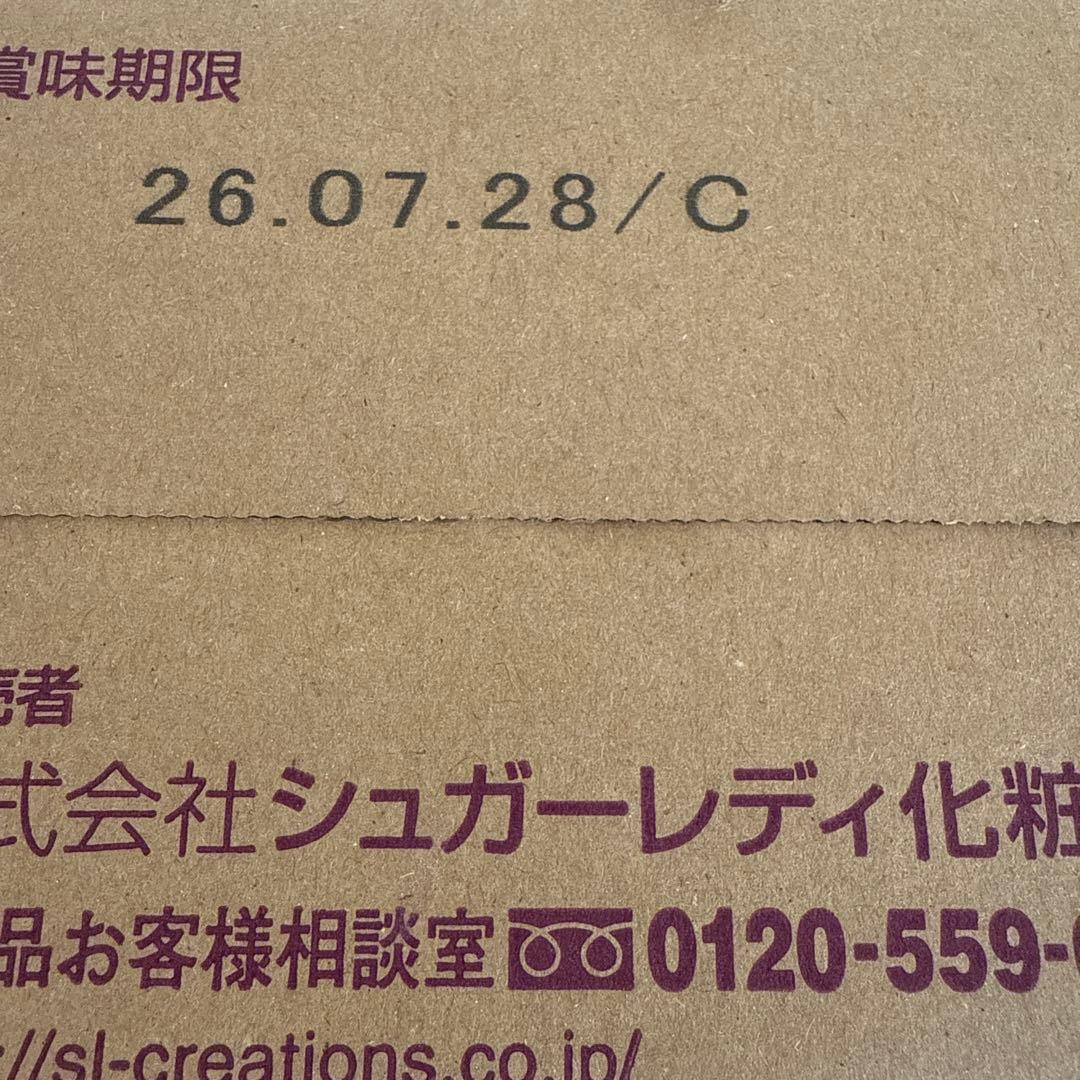 賞味期限
26.07.28/C
売者
式会社シュガーレディ化粧
品お客様相談室 0120-559-
://sl-creations.co.jp/